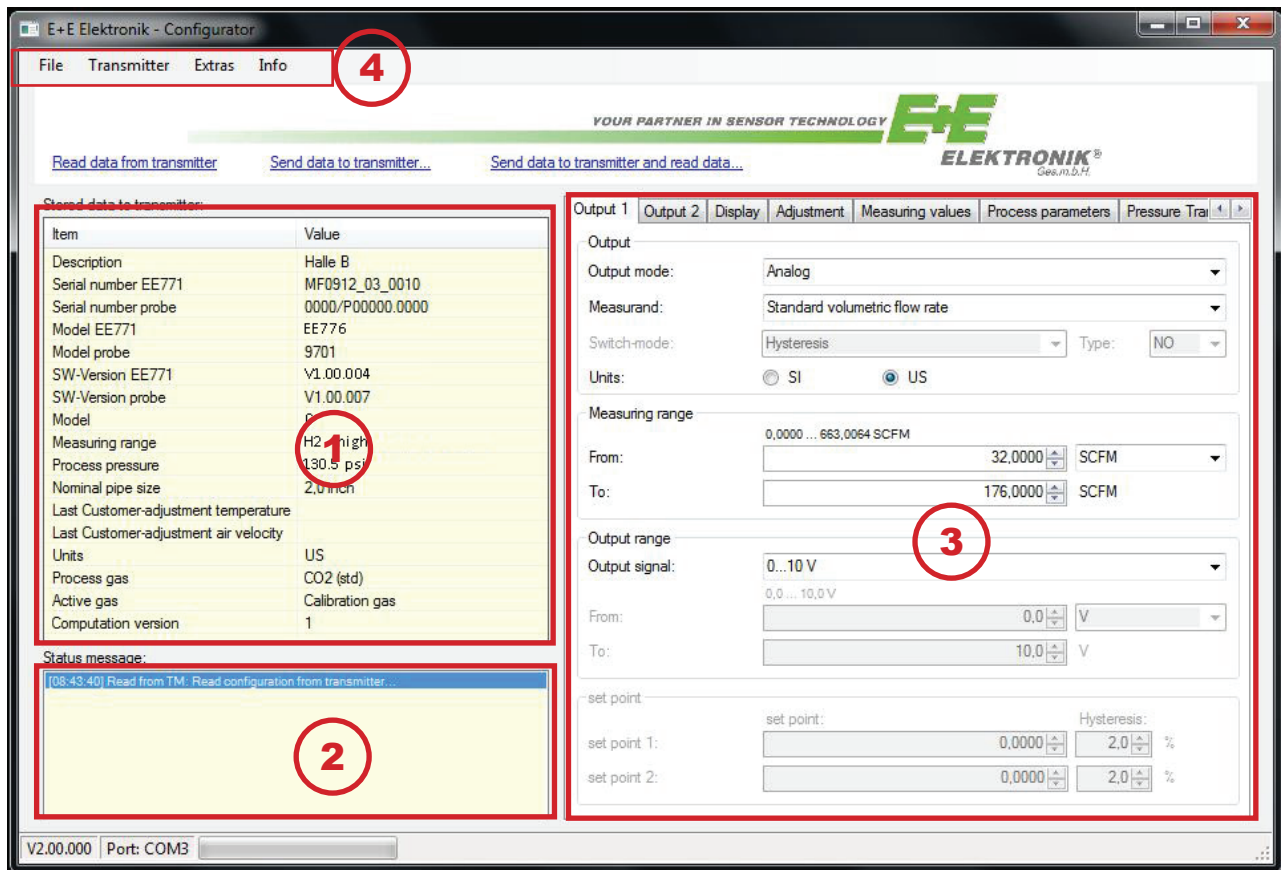 E+E Elektronik - Configurator
File Transmitter Extras Info
4
YOUR PARTNER IN SENSOR TECHNOLOGY
E+E
ELEKTRONIK®
Ges.m.b.H.
Read data from transmitter Send data to transmitter... Send data to transmitter and read data...
Stored data to transmitter:
Item Value
Description Halle B
Serial number EE771 MF0912_03_0010
Serial number probe 0000/P00000.0000
Model EE771 EE776
Model probe 9701
SW-Version EE771 V1.00.004
SW-Version probe V1.00.007
Model
Measuring range H2 high
Process pressure 130.5 psi
Nominal pipe size 2,0 inch
Last Customer-adjustment temperature
Last Customer-adjustment air velocity
Units US
Process gas CO2 (std)
Active gas Calibration gas
Computation version 1
1
Status message:
[08:43:40] Read from TM: Read configuration from transmitter...
2
Output 1 Output 2 Display Adjustment Measuring values Process parameters Pressure Tra
Output
Output mode: Analog
Measurand: Standard volumetric flow rate
Switch-mode: Hysteresis Type: NO
Units: SI US
Measuring range
0,0000 ... 663,0064 SCFM
From: 32,0000 SCFM
To: 176,0000 SCFM
3
Output range
Output signal: 0...10 V
0,0 ... 10,0 V
From: 0,0 V
To: 10,0 V
set point
set point: Hysteresis:
set point 1: 0,0000 2,0 %
set point 2: 0,0000 2,0 %
V2.00.000 Port: COM3